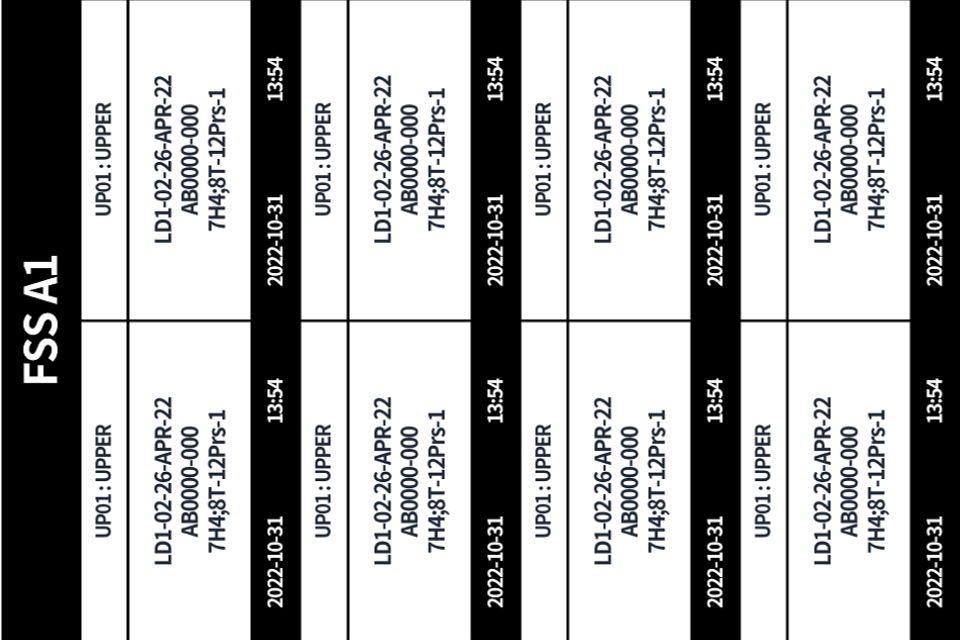 FSS A1
UP01 : UPPER
LD1-02-26-APR-22
AB0000-000
7H4;8T-12Prs-1
2022-10-31 13:54
UP01 : UPPER
LD1-02-26-APR-22
AB0000-000
7H4;8T-12Prs-1
2022-10-31 13:54
UP01 : UPPER
LD1-02-26-APR-22
AB0000-000
7H4;8T-12Prs-1
2022-10-31 13:54
UP01 : UPPER
LD1-02-26-APR-22
AB0000-000
7H4;8T-12Prs-1
2022-10-31 13:54
UP01 : UPPER
LD1-02-26-APR-22
AB0000-000
7H4;8T-12Prs-1
2022-10-31 13:54
UP01 : UPPER
LD1-02-26-APR-22
AB0000-000
7H4;8T-12Prs-1
2022-10-31 13:54
UP01 : UPPER
LD1-02-26-APR-22
AB0000-000
7H4;8T-12Prs-1
2022-10-31 13:54
UP01 : UPPER
LD1-02-26-APR-22
AB0000-000
7H4;8T-12Prs-1
2022-10-31 13:54